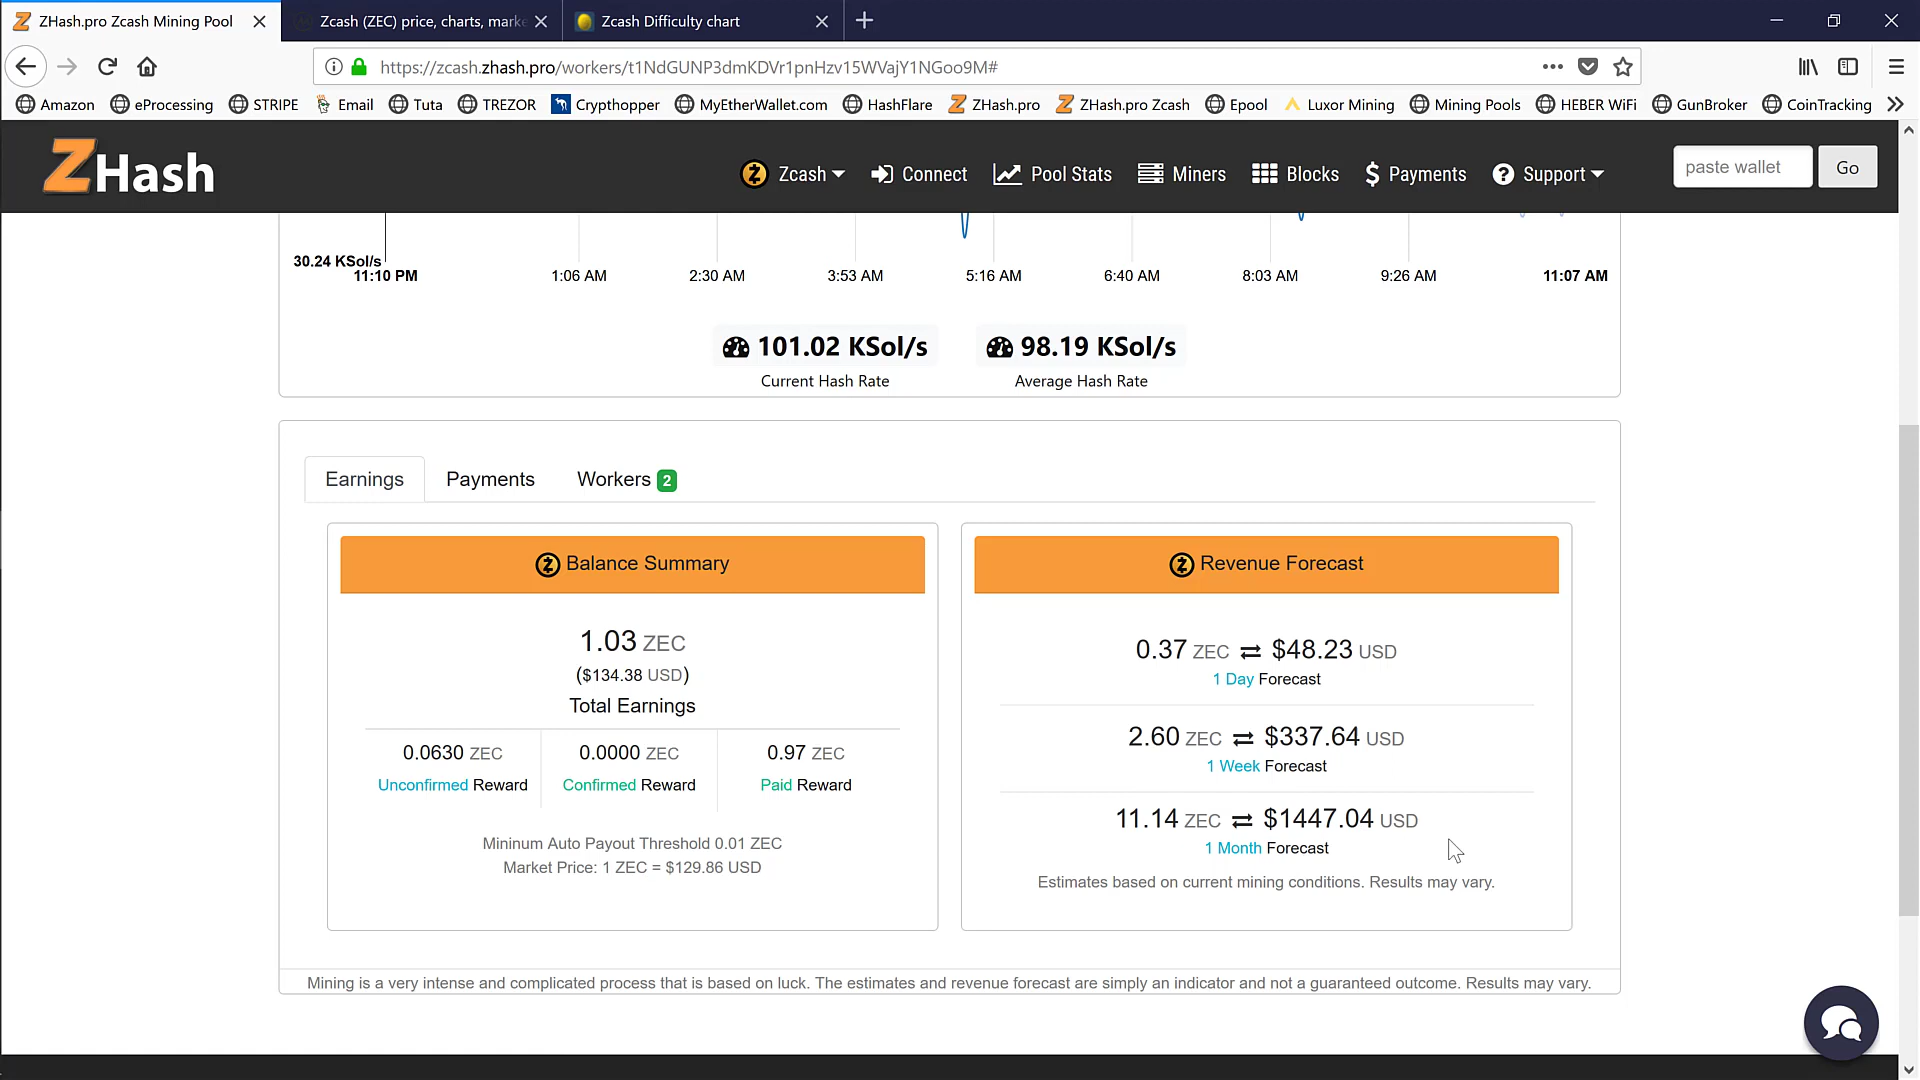 ZHash.pro Zcash Mining Pool
Zcash (ZEC) price, charts, marke
Zcash Difficulty chart
https://zcash.zhash.pro/workers/t1NdGUNP3dmKDVr1pnHzv15WVajY1NGoo9M#
Amazon eProcessing STRIPE Email Tuta TREZOR Crypthopper MyEtherWallet.com HashFlare ZHash.pro ZHash.pro Zcash Epool Luxor Mining Mining Pools HEBER WiFi GunBroker CoinTracking
ZHash
Zcash Connect Pool Stats Miners Blocks Payments Support
paste wallet
Go
30.24 KSol/s
11:10 PM 1:06 AM 2:30 AM 3:53 AM 5:16 AM 6:40 AM 8:03 AM 9:26 AM 11:07 AM
101.02 KSol/s
Current Hash Rate
98.19 KSol/s
Average Hash Rate
Earnings Payments Workers 2
Balance Summary
1.03 ZEC
($134.38 USD)
Total Earnings
0.0630 ZEC
Unconfirmed Reward
0.0000 ZEC
Confirmed Reward
0.97 ZEC
Paid Reward
Mininum Auto Payout Threshold 0.01 ZEC
Market Price: 1 ZEC = $129.86 USD
Revenue Forecast
0.37 ZEC ⇄ $48.23 USD
1 Day Forecast
2.60 ZEC ⇄ $337.64 USD
1 Week Forecast
11.14 ZEC ⇄ $1447.04 USD
1 Month Forecast
Estimates based on current mining conditions. Results may vary.
Mining is a very intense and complicated process that is based on luck. The estimates and revenue forecast are simply an indicator and not a guaranteed outcome. Results may vary.